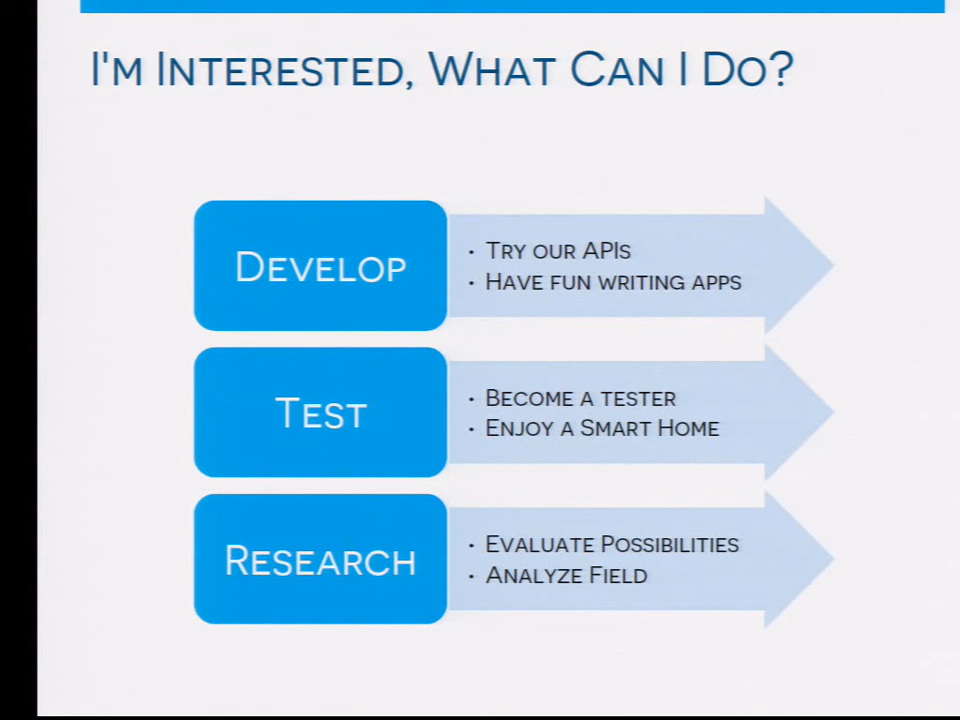 I'm Interested, What Can I Do?
Develop
• Try our APIs
• Have fun writing apps
Test
• Become a tester
• Enjoy a Smart Home
Research
• Evaluate Possibilities
• Analyze Field